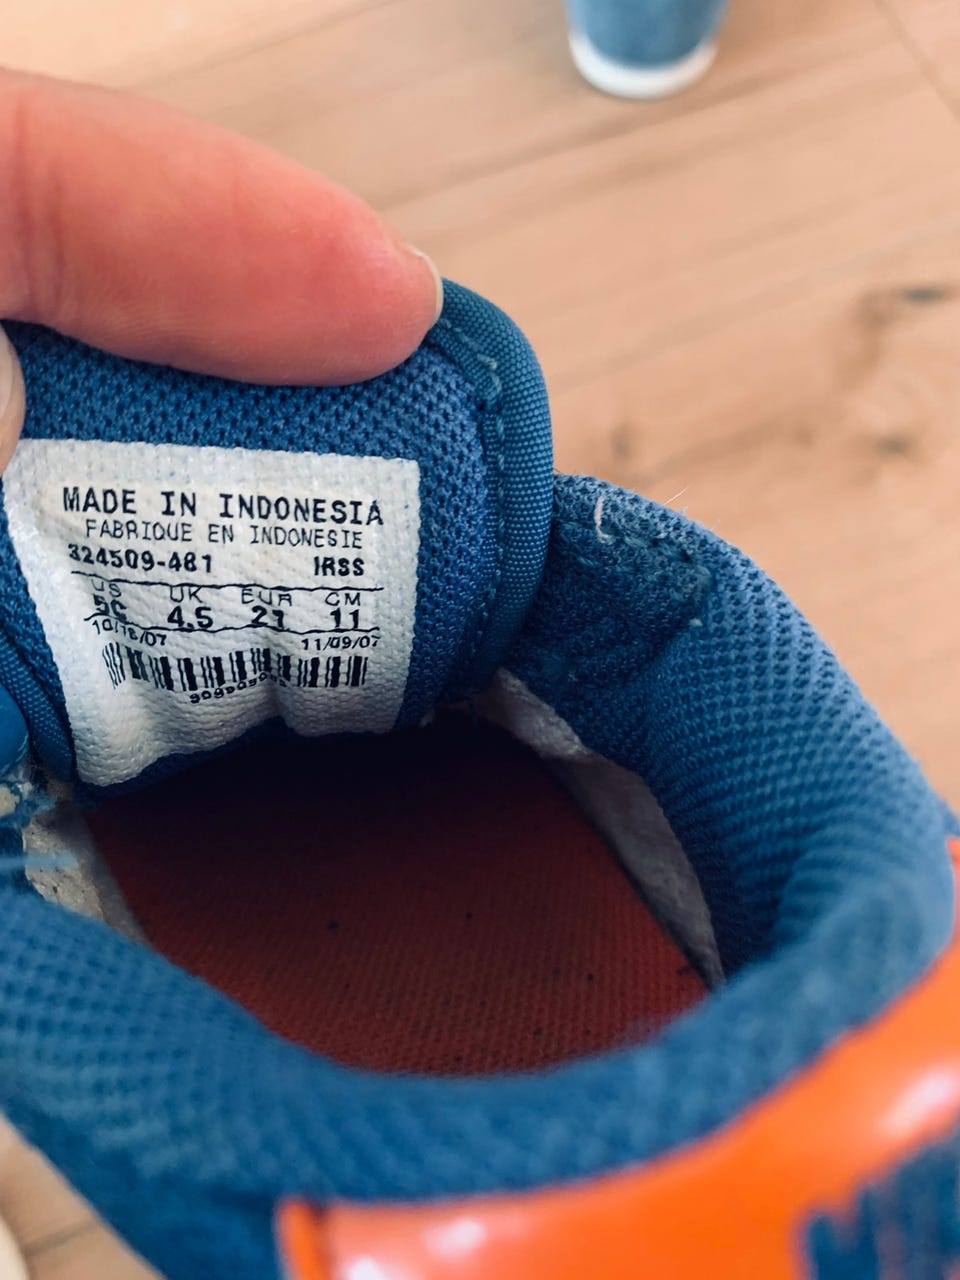 MADE IN INDONESIA
FABRIQUE EN INDONESIE
324509-481 IRSS
US UK EUR CM
5C 4.5 21 11
10/18/07 11/09/07